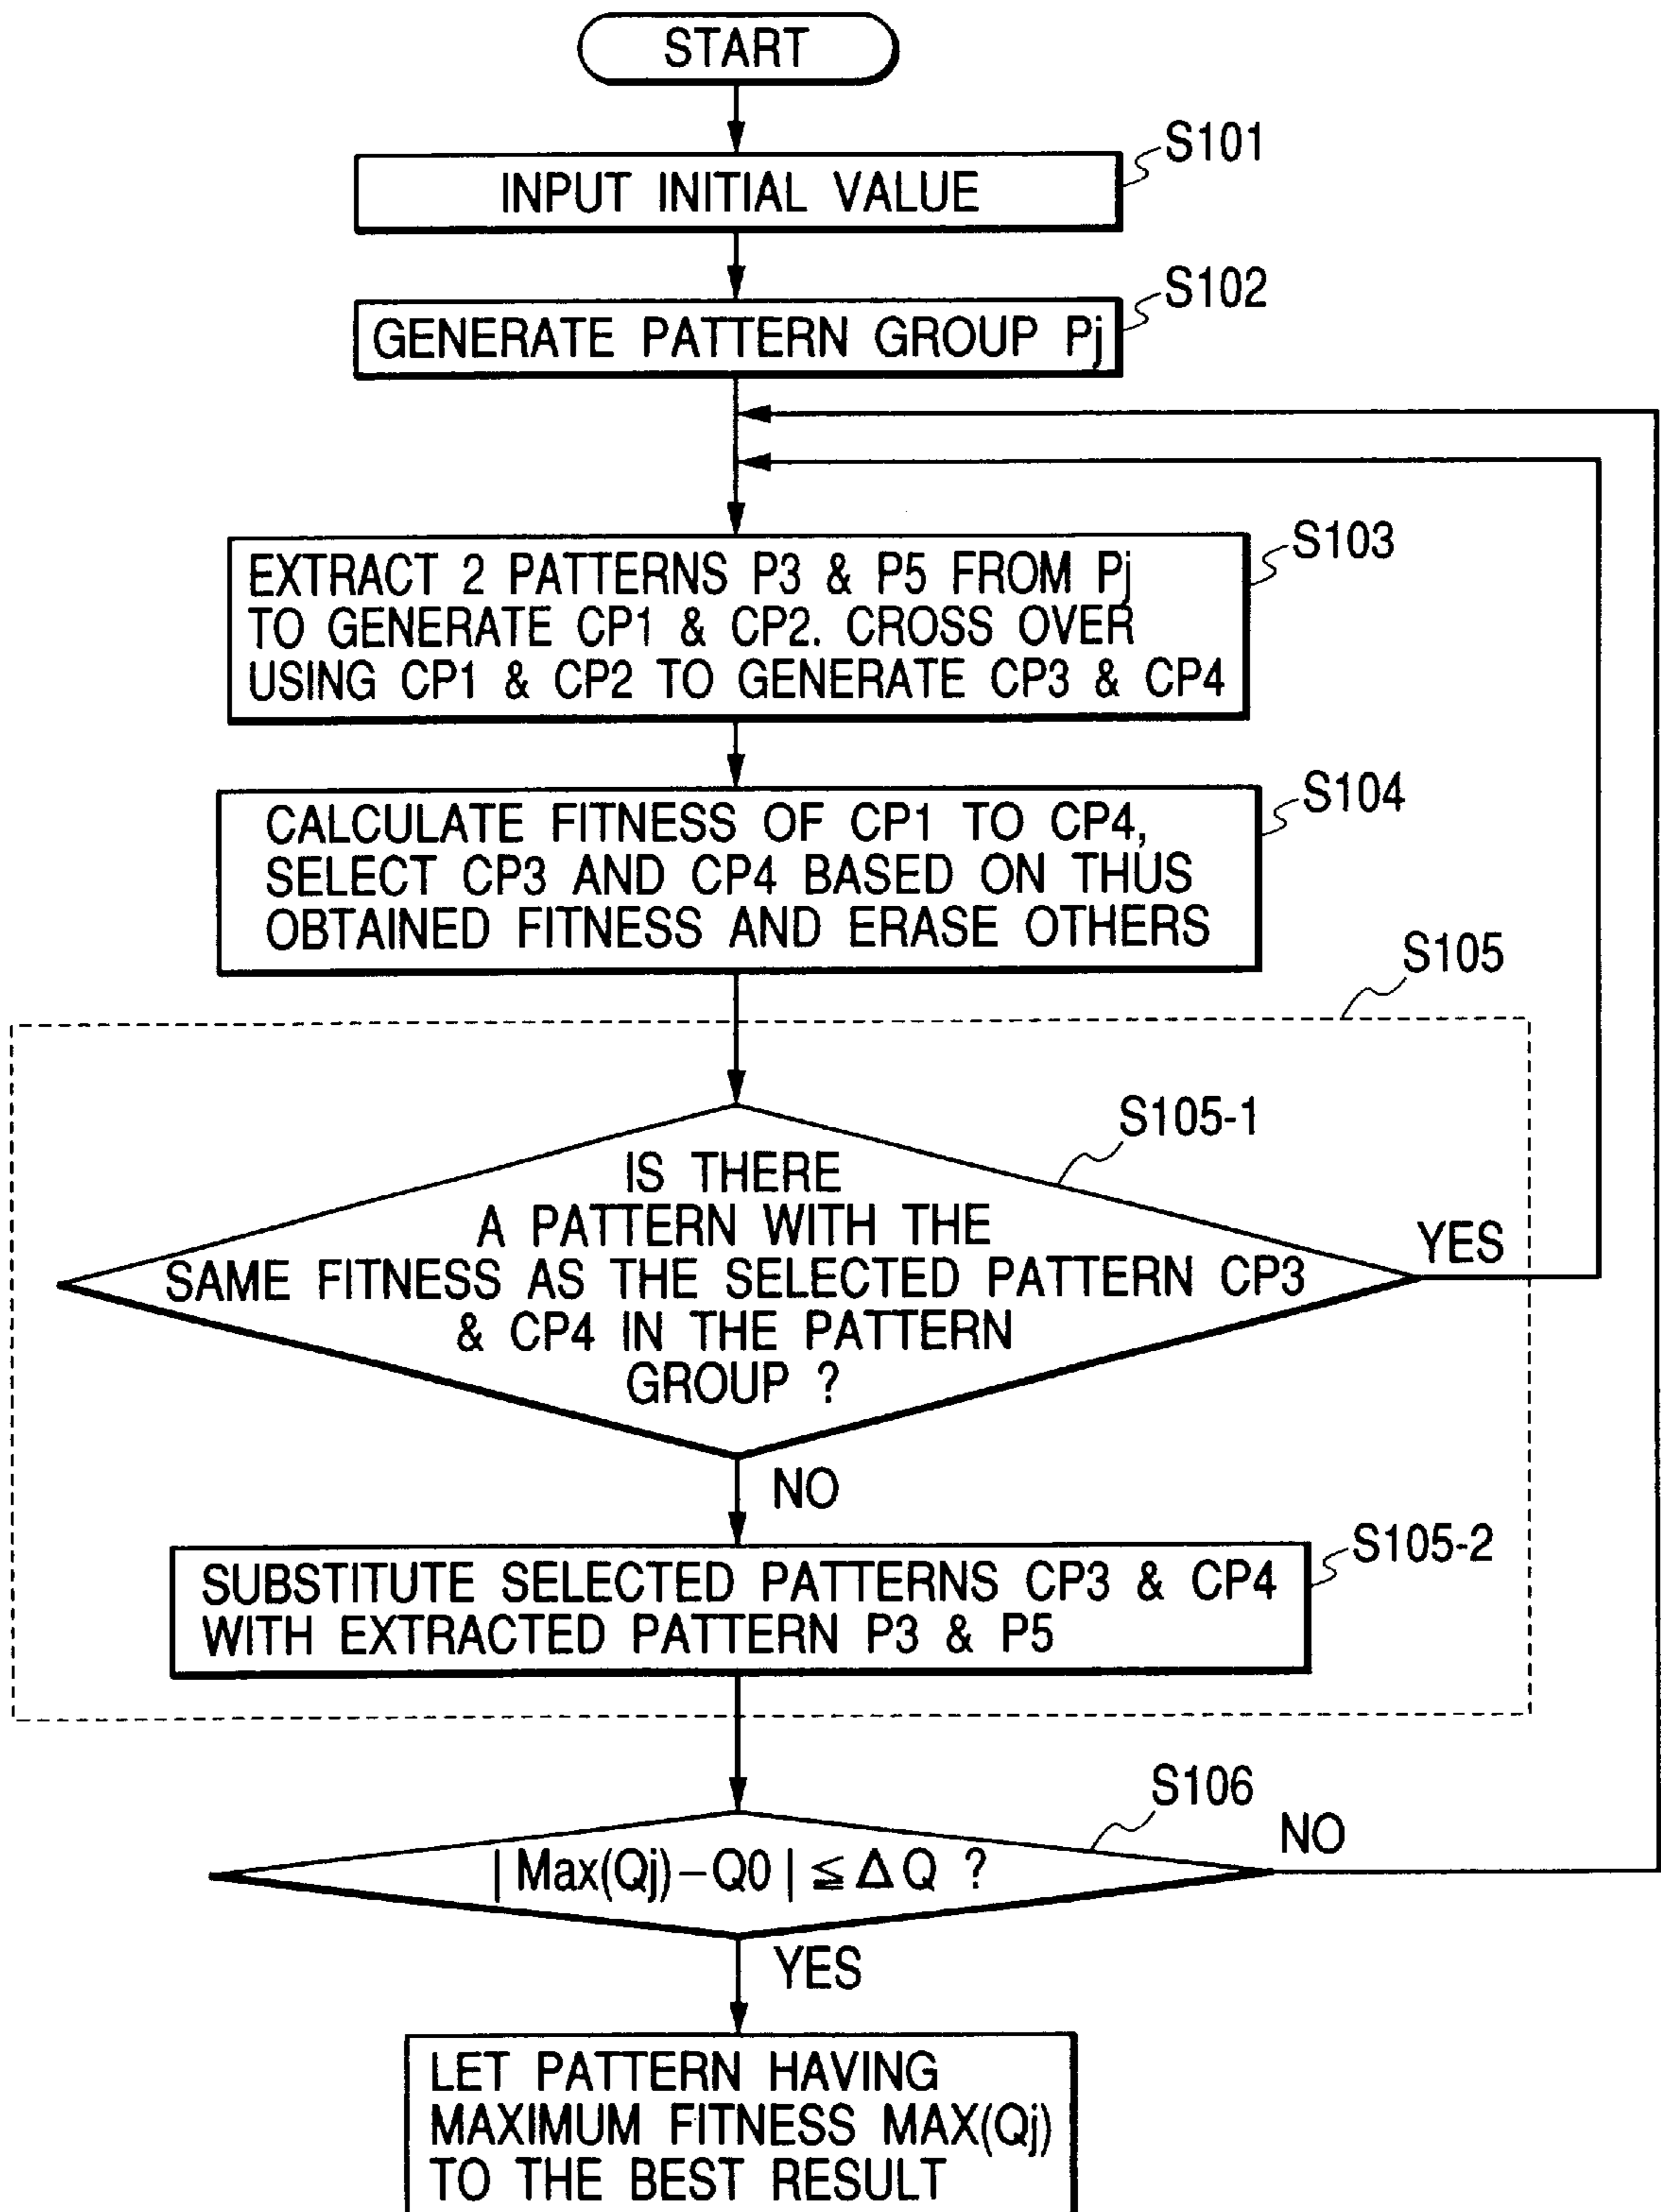 START
S101
INPUT INITIAL VALUE
S102
GENERATE PATTERN GROUP Pj
S103
EXTRACT 2 PATTERNS P3 & P5 FROM Pj
TO GENERATE CP1 & CP2. CROSS OVER
USING CP1 & CP2 TO GENERATE CP3 & CP4
S104
CALCULATE FITNESS OF CP1 TO CP4,
SELECT CP3 AND CP4 BASED ON THUS
OBTAINED FITNESS AND ERASE OTHERS
S105
S105-1
IS THERE
A PATTERN WITH THE
SAME FITNESS AS THE SELECTED PATTERN CP3
& CP4 IN THE PATTERN
GROUP ?
YES
NO
S105-2
SUBSTITUTE SELECTED PATTERNS CP3 & CP4
WITH EXTRACTED PATTERN P3 & P5
S106
| Max(Qj)-Q0 | ≦ Δ Q ?
NO
YES
LET PATTERN HAVING
MAXIMUM FITNESS MAX(Qj)
TO THE BEST RESULT